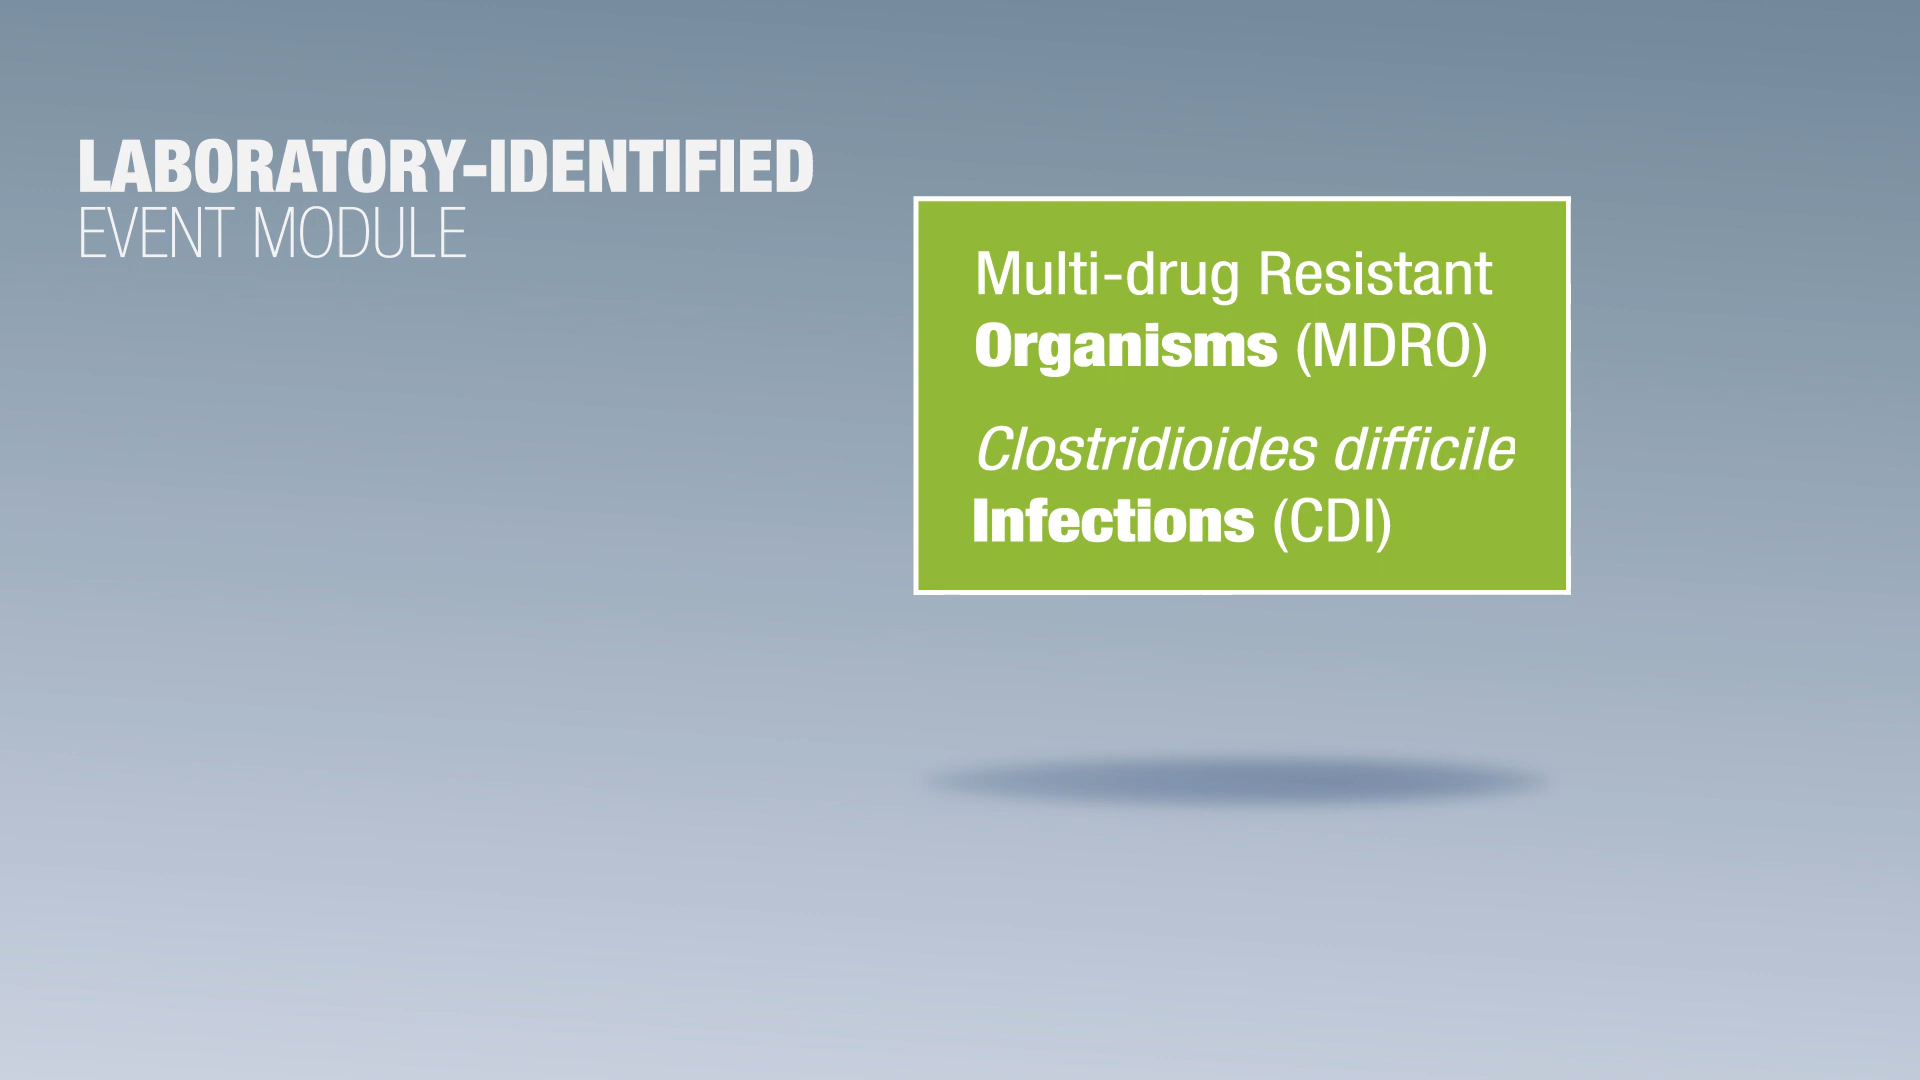 LABORATORY-IDENTIFIED
EVENT MODULE
Multi-drug Resistant
Organisms (MDRO)
Clostridioides difficile
Infections (CDI)